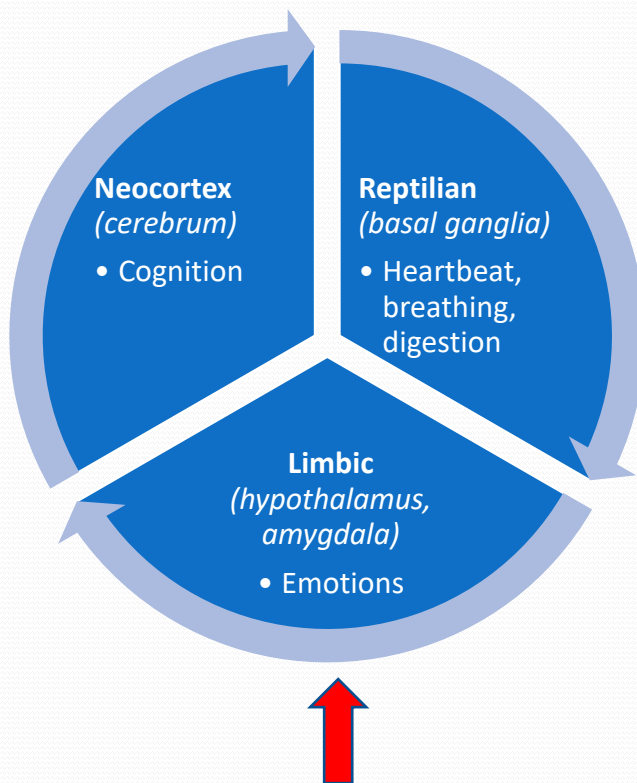 Neocortex
(cerebrum)
• Cognition
Reptilian
(basal ganglia)
• Heartbeat,
breathing,
digestion
Limbic
(hypothalamus,
amygdala)
• Emotions